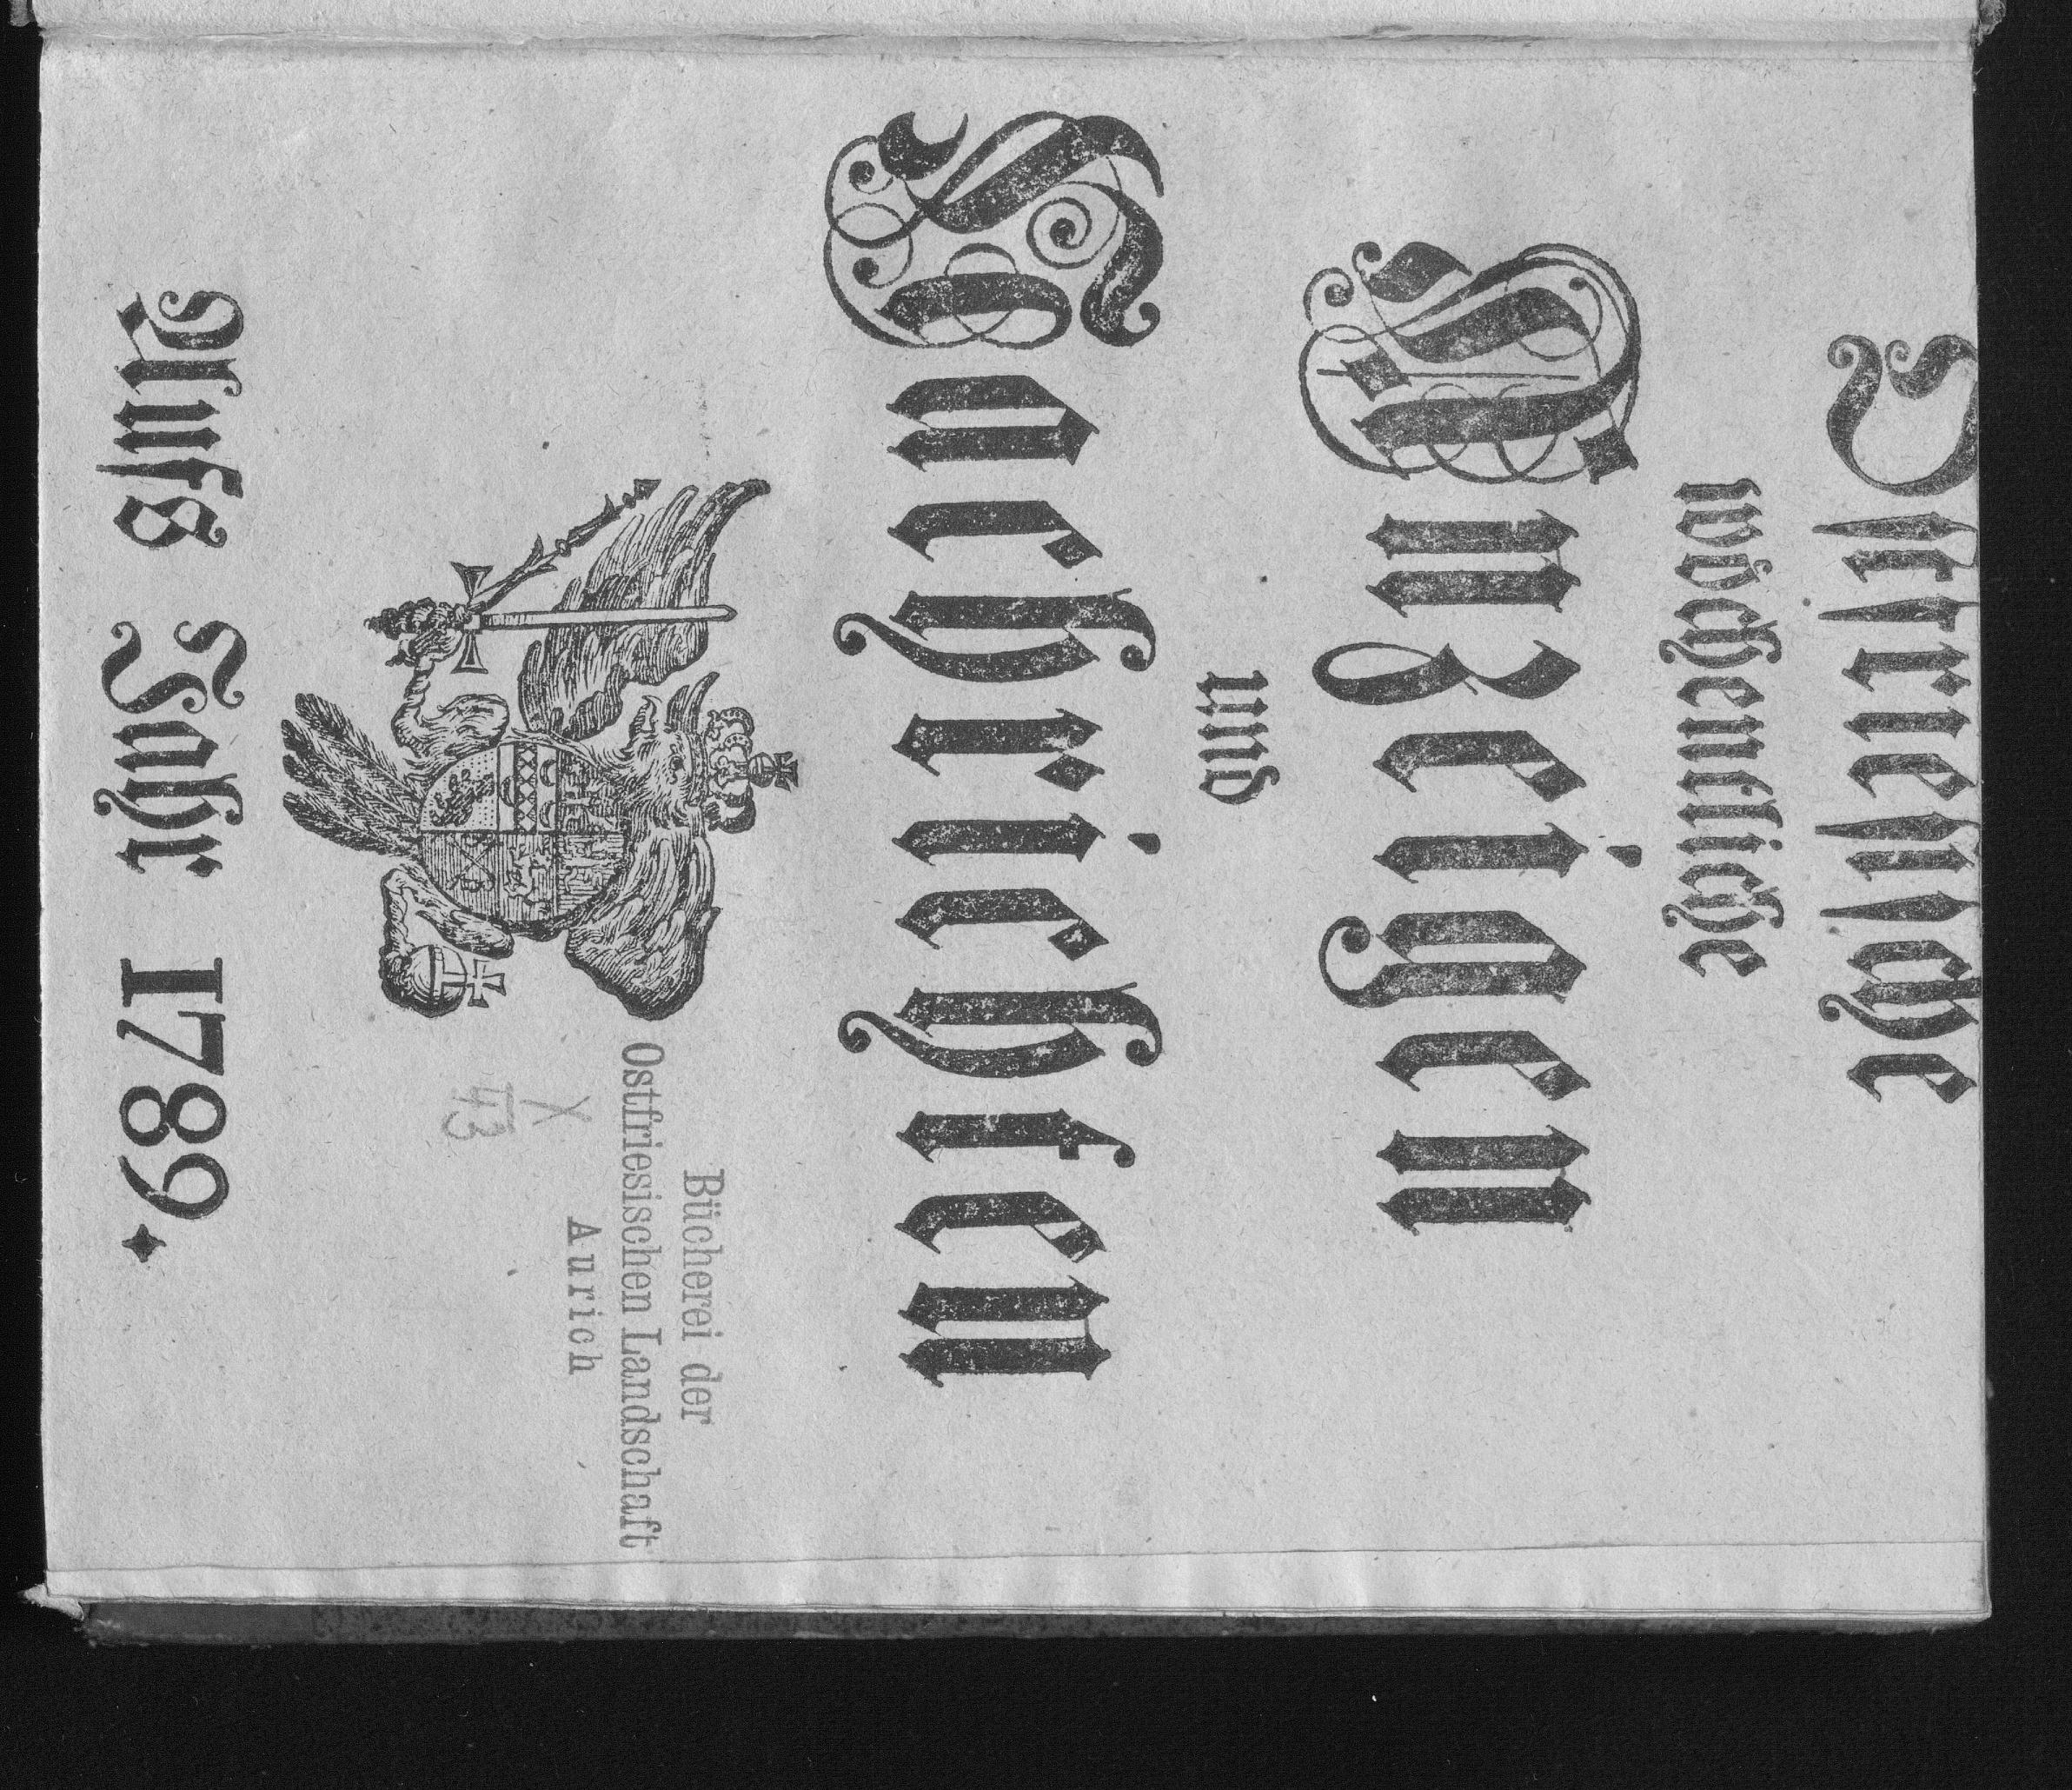 Oſtfrieſiſche
wöchentliche
Anzeigen
und
Nachrichten
Bücherei der
Ostfriesischen Landschaft
Aurich
X
43
Aufs Jahr 1789.